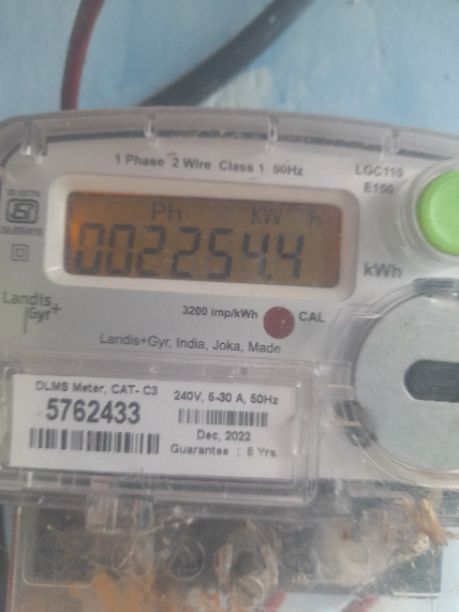 1 Phase 2 Wire Class 1 50Hz
LGC110
E150
Ph kW h
002254.4
kWh
Landis
Gyr+
3200 imp/kWh CAL
Landis+Gyr, India, Joka, Made
DLMS Meter, CAT- C3
5762433
240V, 5-30 A, 50Hz
Dec, 2022
Guarantee : 5 Yrs.